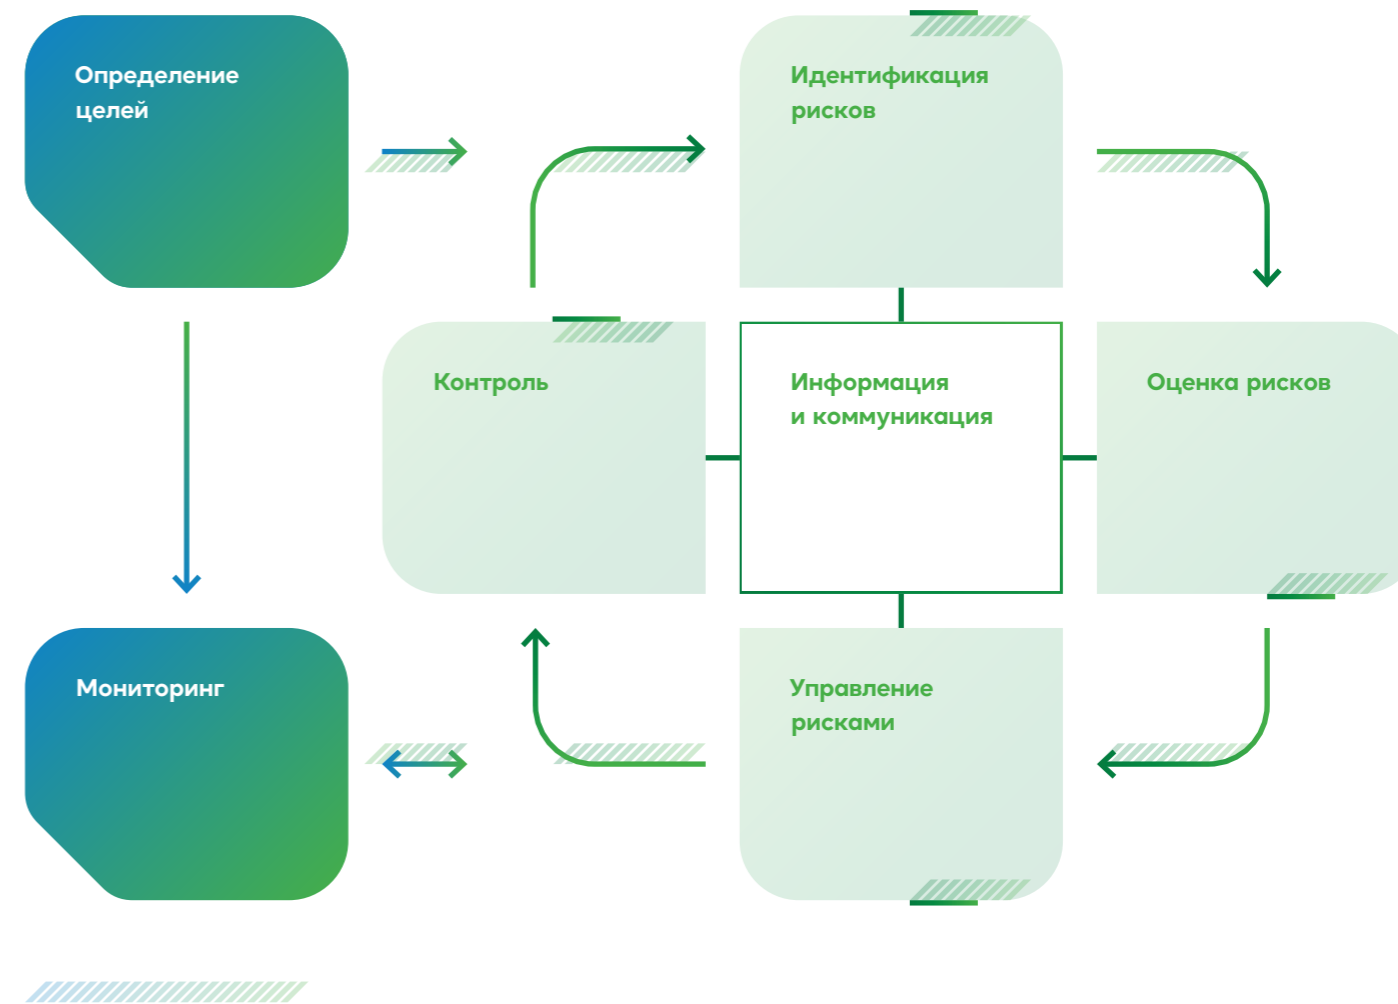 Определение
целей
Идентификация
рисков
Контроль
Информация
и коммуникация
Оценка рисков
Мониторинг
Управление
рисками